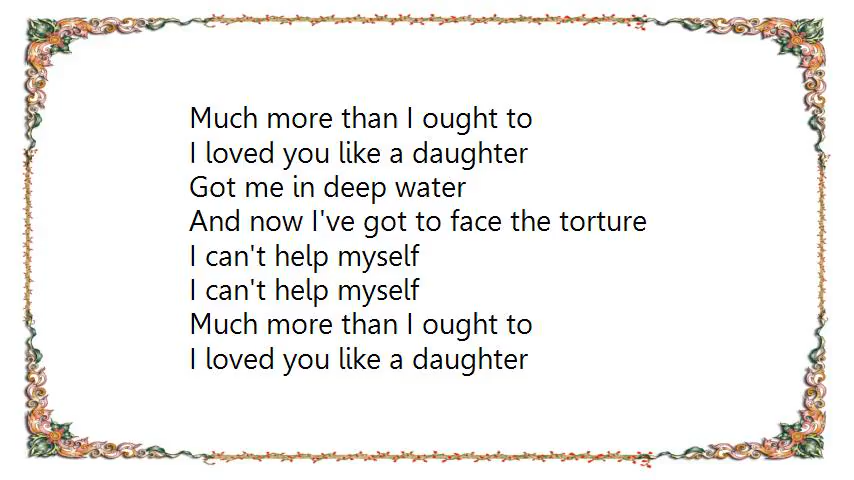 Much more than I ought to
I loved you like a daughter
Got me in deep water
And now I've got to face the torture
I can't help myself
I can't help myself
Much more than I ought to
I loved you like a daughter